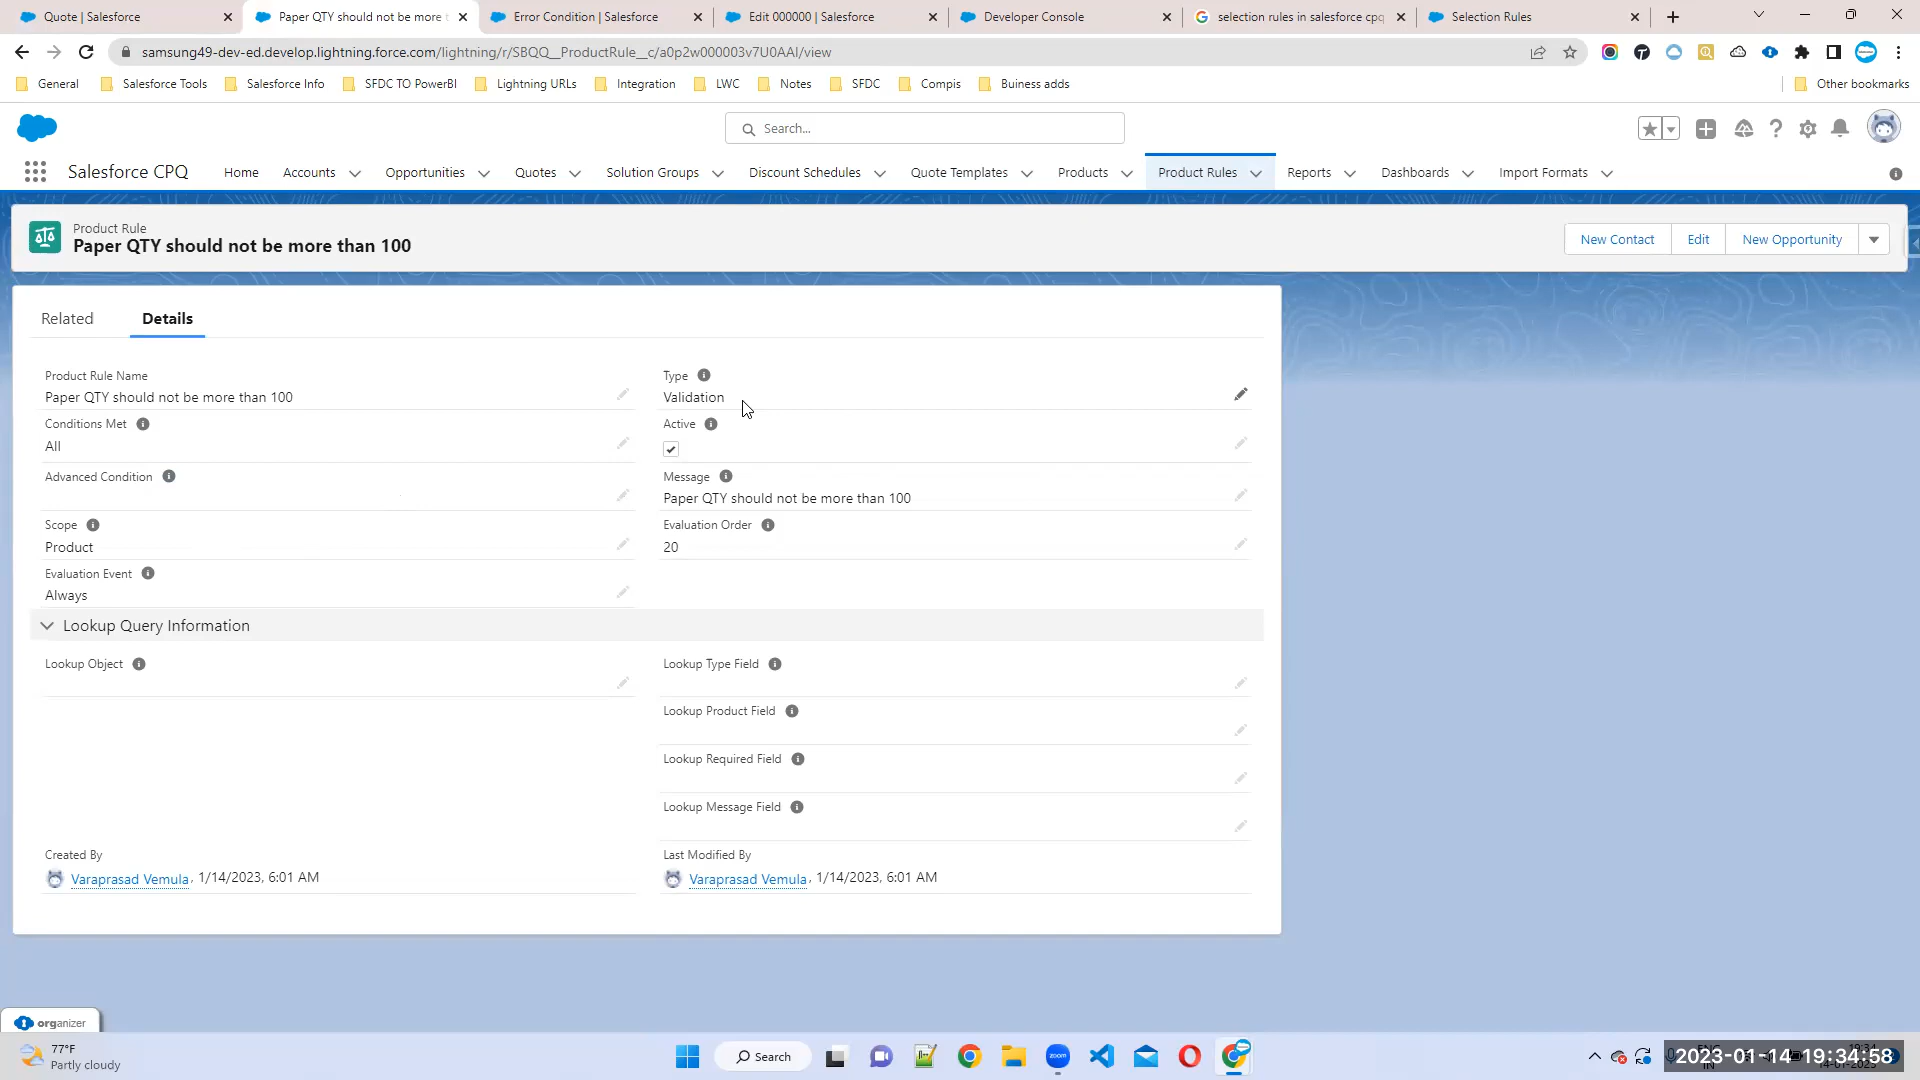 Quote | Salesforce
Paper QTY should not be more t
Error Condition | Salesforce
Edit 000000 | Salesforce
Developer Console
selection rules in salesforce cpq
Selection Rules
samsung49-dev-ed.develop.lightning.force.com/lightning/r/SBQQ__ProductRule__c/a0p2w000003v7U0AAI/view
General
Salesforce Tools
Salesforce Info
SFDC TO PowerBI
Lightning URLs
Integration
LWC
Notes
SFDC
Compis
Buiness adds
Other bookmarks
Search...
Salesforce CPQ
Home
Accounts
Opportunities
Quotes
Solution Groups
Discount Schedules
Quote Templates
Products
Product Rules
Reports
Dashboards
Import Formats
Product Rule
Paper QTY should not be more than 100
New Contact
Edit
New Opportunity
Related
Details
Product Rule Name
Paper QTY should not be more than 100
Type
Validation
Conditions Met
All
Active
Advanced Condition
Message
Paper QTY should not be more than 100
Scope
Product
Evaluation Order
20
Evaluation Event
Always
Lookup Query Information
Lookup Object
Lookup Type Field
Lookup Product Field
Lookup Required Field
Lookup Message Field
Created By
Varaprasad Vemula, 1/14/2023, 6:01 AM
Last Modified By
Varaprasad Vemula, 1/14/2023, 6:01 AM
organizer
77°F
Partly cloudy
Search
zoom
2023-01-14 19:34:58